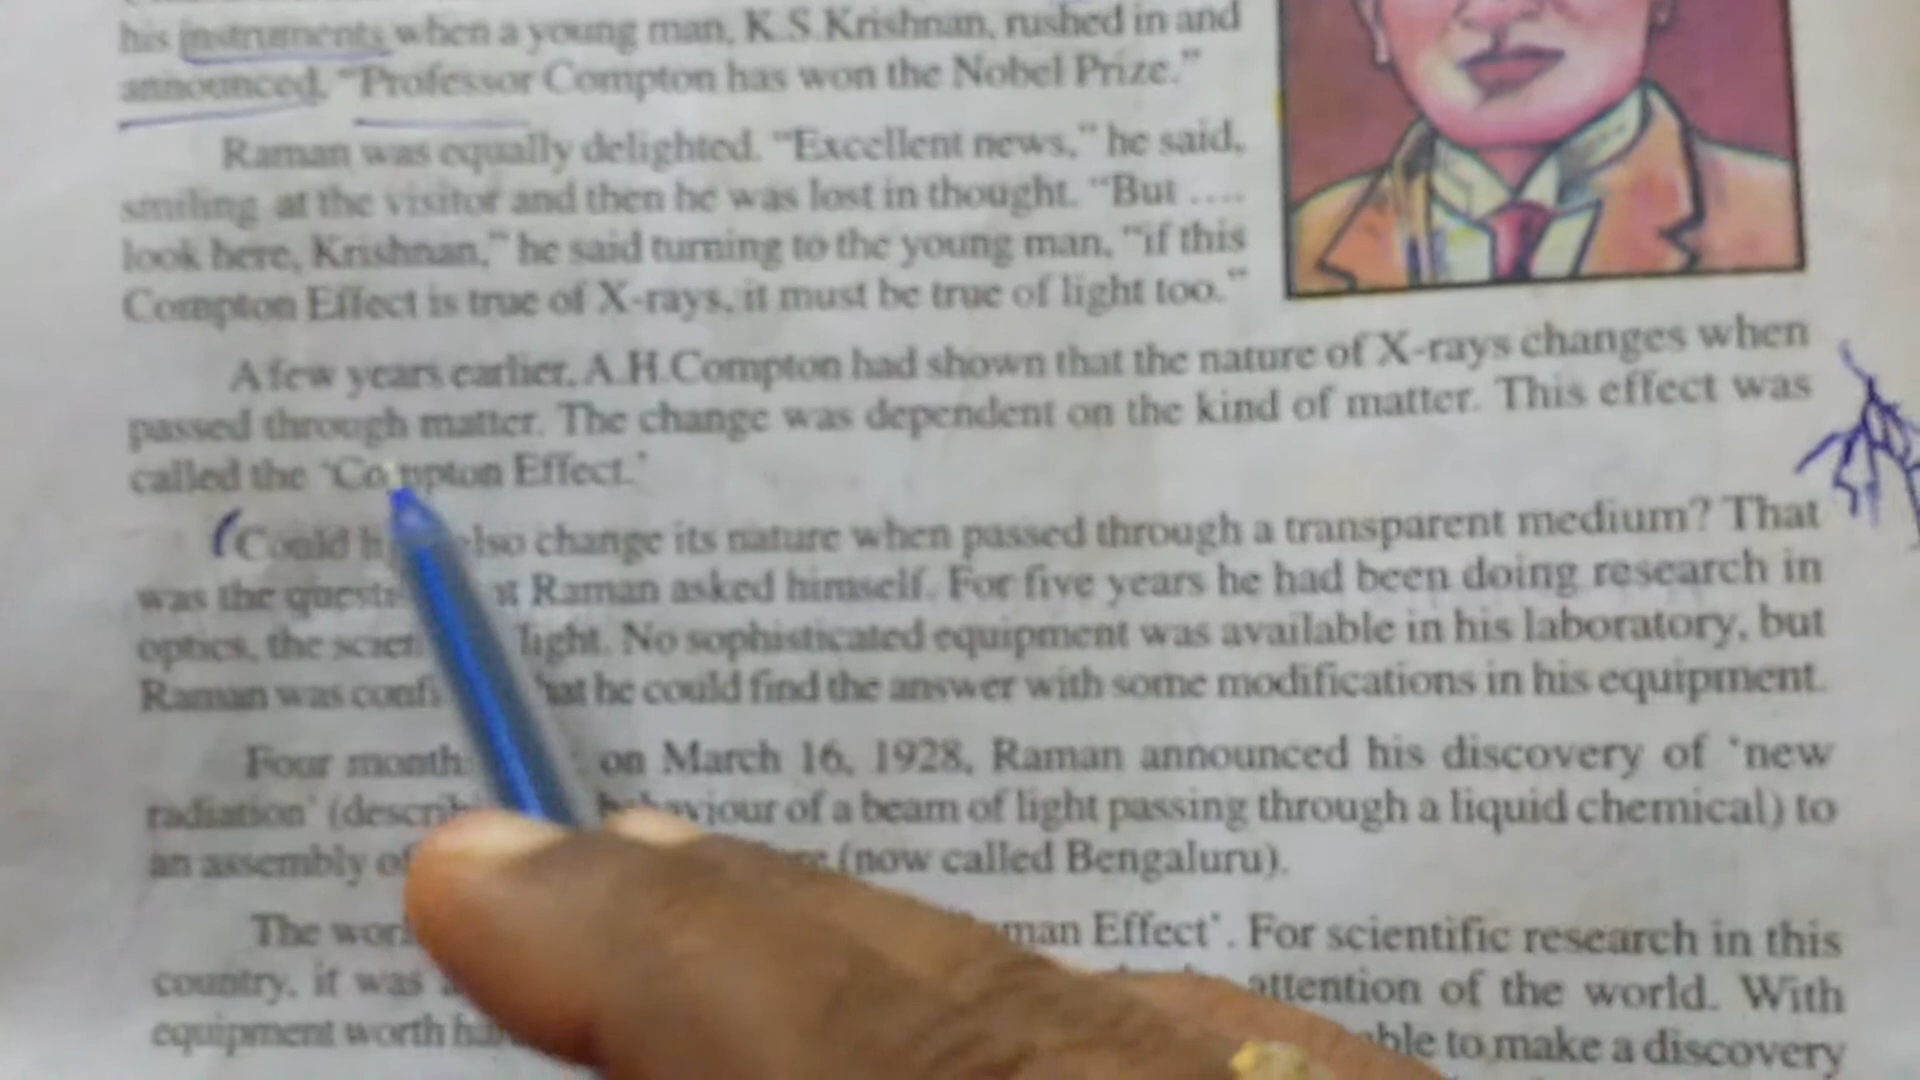 his instruments when a young man, K.S.Krishnan, rushed in and
announced, “Professor Compton has won the Nobel Prize.”
Raman was equally delighted. “Excellent news,” he said,
smiling at the visitor and then he was lost in thought. “But ....
look here, Krishnan,” he said turning to the young man, “if this
Compton Effect is true of X-rays, it must be true of light too.”
A few years earlier, A.H.Compton had shown that the nature of X-rays changes when
passed through matter. The change was dependent on the kind of matter. This effect was
called the ‘Compton Effect.’
(Could also change its nature when passed through a transparent medium? That
was the Raman asked himself. For five years he had been doing research in
optics, the light. No sophisticated equipment was available in his laboratory, but
Raman was he could find the answer with some modifications in his equipment.
Four on March 16, 1928, Raman announced his discovery of ‘new
radiation’ of a beam of light passing through a liquid chemical) to
an assembly (now called Bengaluru).
The Effect’. For scientific research in this
country, it was attention of the world. With
equipment worth to make a discovery